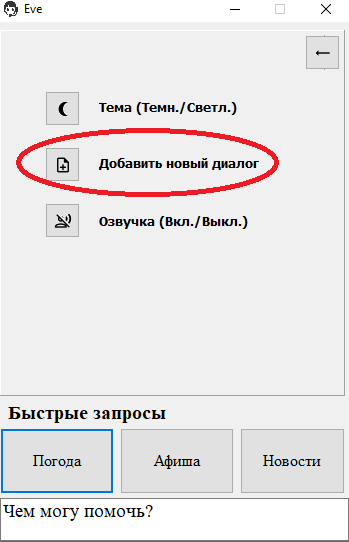 Eve
Тема (Темн./Светл.)
Добавить новый диалог
Озвучка (Вкл./Выкл.)
Быстрые запросы
Погода
Афиша
Новости
Чем могу помочь?